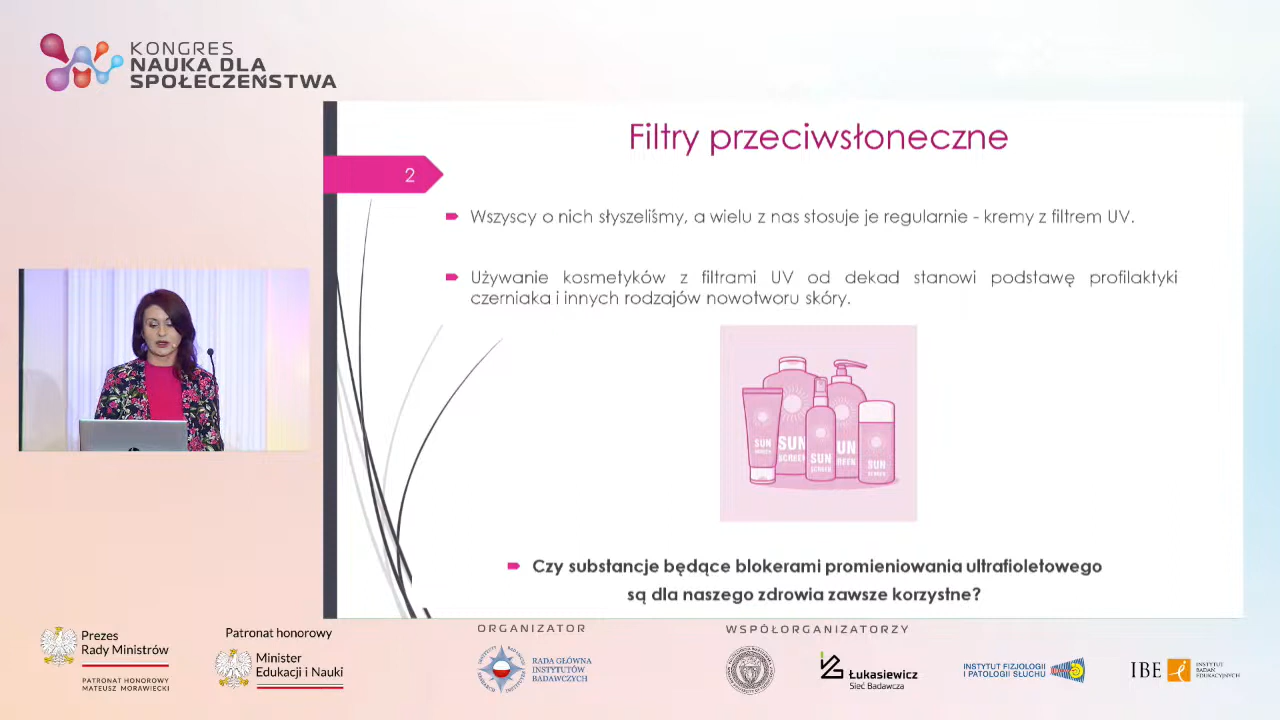 KONGRES
NAUKA DLA
SPOŁECZEŃSTWA
Filtry przeciwsłoneczne
2
Wszyscy o nich słyszeliśmy, a wielu z nas stosuje je regularnie - kremy z filtrem UV.
Używanie kosmetyków z filtrami UV od dekad stanowi podstawę profilaktyki
czerniaka i innych rodzajów nowotworu skóry.
SUN
SUN
SCREEN
SUN
SCREEN
UN
REEN
SUN
Czy substancje będące blokerami promieniowania ultrafioletowego
są dla naszego zdrowia zawsze korzystne?
Prezes
Rady Ministrów
PATRONAT HONOROWY
MATEUSZ MORAWIECKI
Patronat honorowy
Minister
Edukacji i Nauki
ORGANIZATOR
RADA GŁÓWNA
INSTYTUTÓW
BADAWCZYCH
WSPÓŁORGANIZATORZY
Łukasiewicz
Sieć Badawcza
INSTYTUT FIZJOLOGII
I PATOLOGII SŁUCHU
IBE
INSTYTUT
BADAŃ
EDUKACYJNYCH